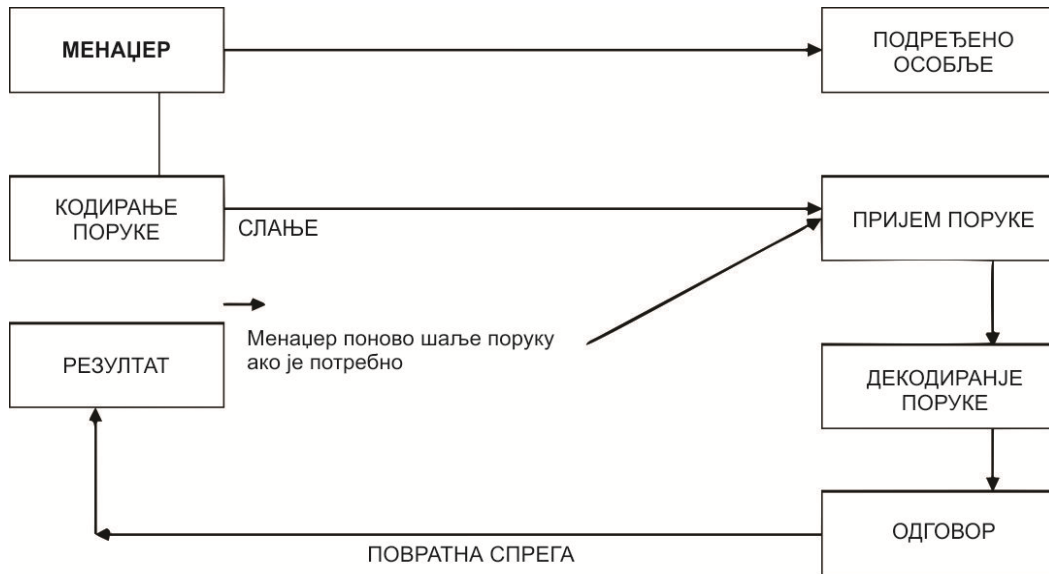 МЕНАЏЕР
ПОДРЕЂЕНО
ОСОБЉЕ
КОДИРАЊЕ
ПОРУКЕ
СЛАЊЕ
ПРИЈЕМ ПОРУКЕ
Менаџер поново шаље поруку
ако је потребно
РЕЗУЛТАТ
ДЕКОДИРАНЈЕ
ПОРУКЕ
ОДГОВОР
ПОВРАТНА СПРЕГА